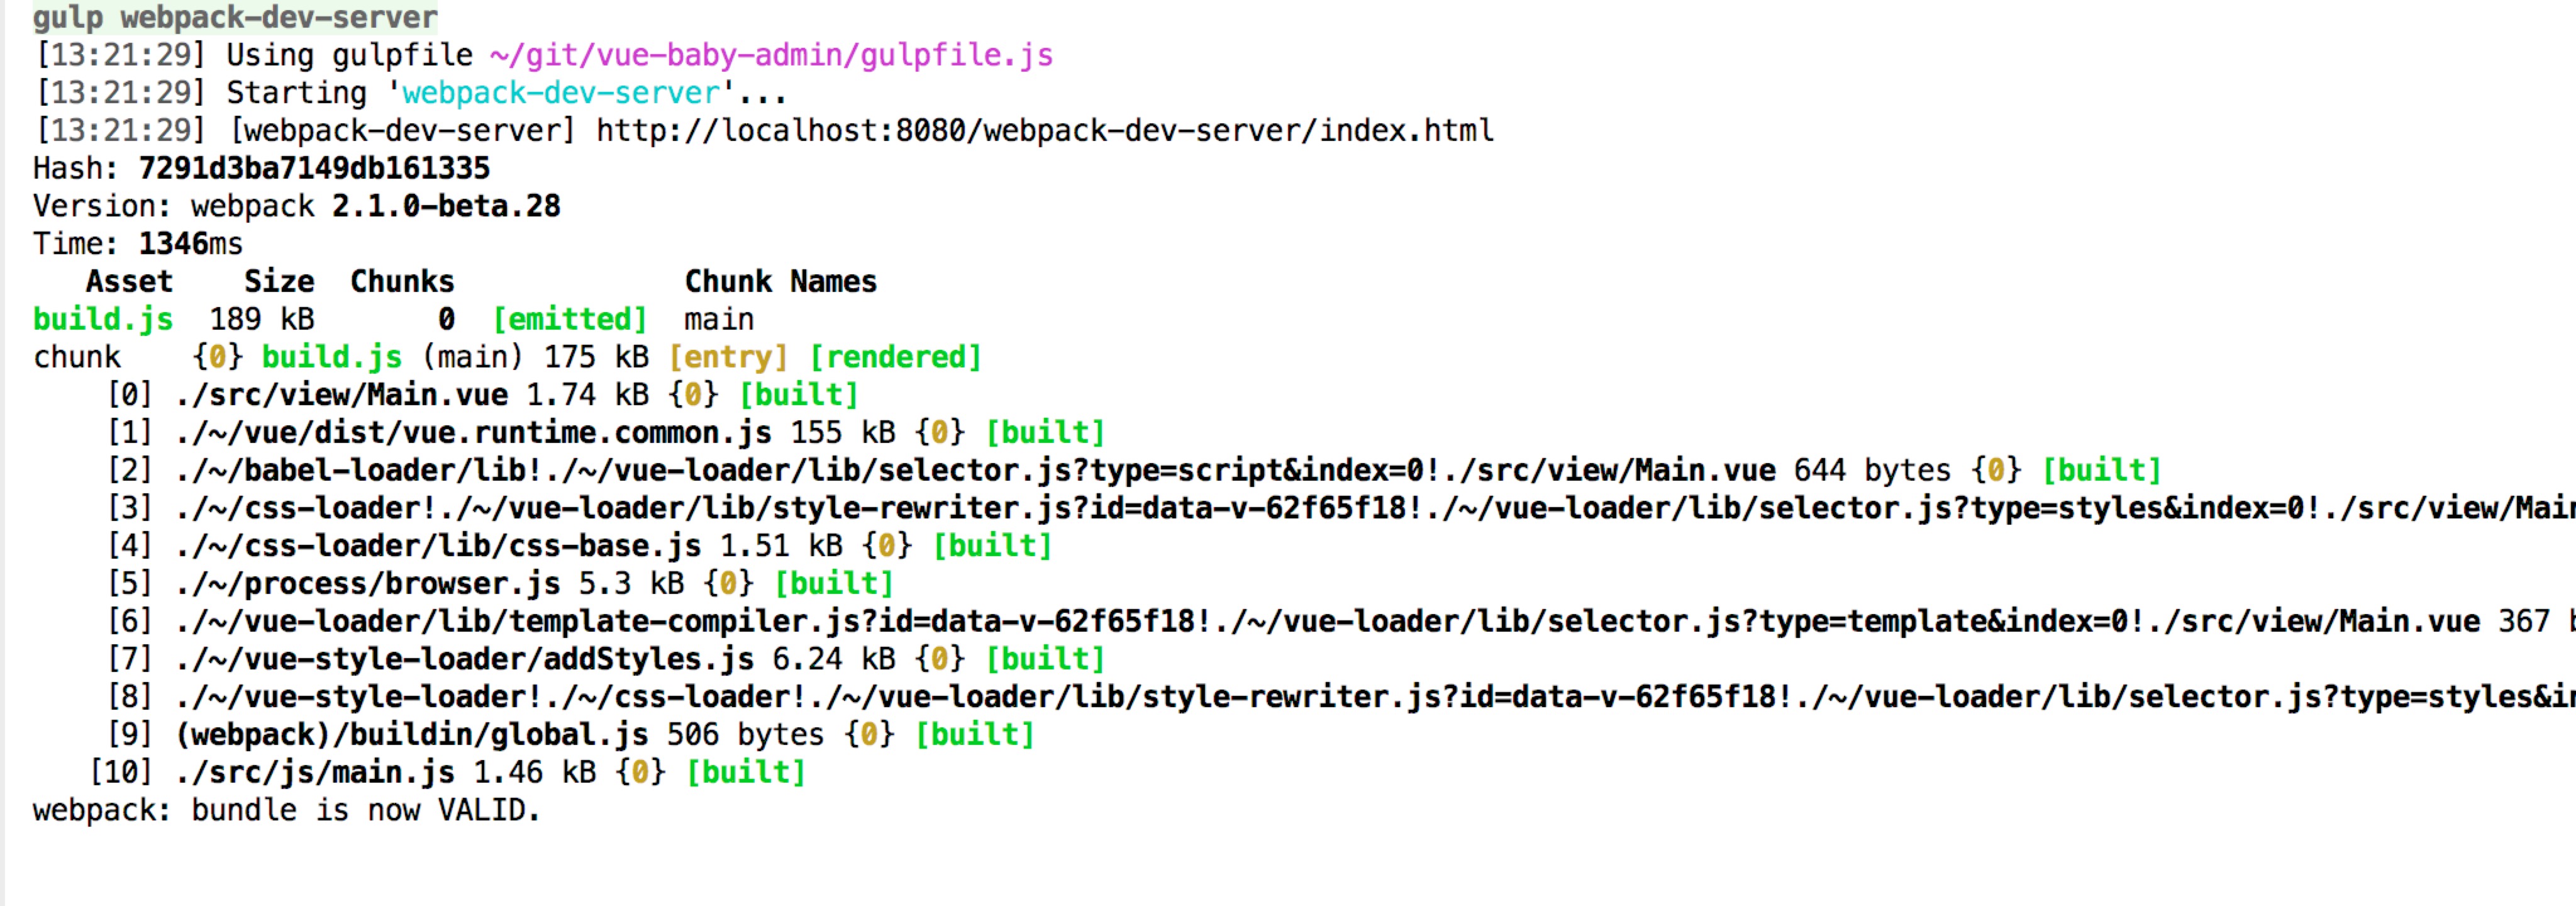 gulp webpack-dev-server
[13:21:29] Using gulpfile ~/git/vue-baby-admin/gulpfile.js
[13:21:29] Starting 'webpack-dev-server'...
[13:21:29] [webpack-dev-server] http://localhost:8080/webpack-dev-server/index.html
Hash: 7291d3ba7149db161335
Version: webpack 2.1.0-beta.28
Time: 1346ms
Asset Size Chunks Chunk Names
build.js 189 kB 0 [emitted] main
chunk {0} build.js (main) 175 kB [entry] [rendered]
[0] ./src/view/Main.vue 1.74 kB {0} [built]
[1] ./~/vue/dist/vue.runtime.common.js 155 kB {0} [built]
[2] ./~/babel-loader/lib!./~/vue-loader/lib/selector.js?type=script&index=0!./src/view/Main.vue 644 bytes {0} [built]
[3] ./~/css-loader!./~/vue-loader/lib/style-rewriter.js?id=data-v-62f65f18!./~/vue-loader/lib/selector.js?type=styles&index=0!./src/view/Main
[4] ./~/css-loader/lib/css-base.js 1.51 kB {0} [built]
[5] ./~/process/browser.js 5.3 kB {0} [built]
[6] ./~/vue-loader/lib/template-compiler.js?id=data-v-62f65f18!./~/vue-loader/lib/selector.js?type=template&index=0!./src/view/Main.vue 367 b
[7] ./~/vue-style-loader/addStyles.js 6.24 kB {0} [built]
[8] ./~/vue-style-loader!./~/css-loader!./~/vue-loader/lib/style-rewriter.js?id=data-v-62f65f18!./~/vue-loader/lib/selector.js?type=styles&in
[9] (webpack)/buildin/global.js 506 bytes {0} [built]
[10] ./src/js/main.js 1.46 kB {0} [built]
webpack: bundle is now VALID.